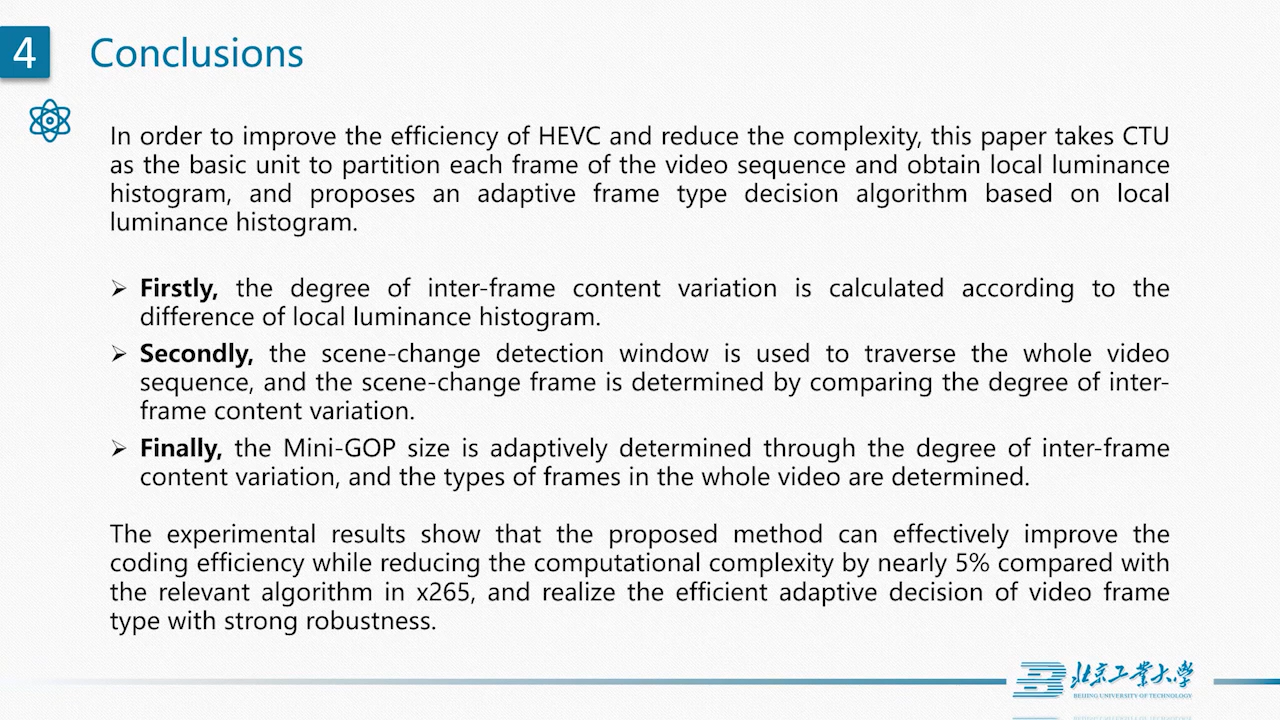 4
Conclusions
In order to improve the efficiency of HEVC and reduce the complexity, this paper takes CTU
as the basic unit to partition each frame of the video sequence and obtain local luminance
histogram, and proposes an adaptive frame type decision algorithm based on local
luminance histogram.
➢ Firstly, the degree of inter-frame content variation is calculated according to the
difference of local luminance histogram.
➢ Secondly, the scene-change detection window is used to traverse the whole video
sequence, and the scene-change frame is determined by comparing the degree of inter-
frame content variation.
➢ Finally, the Mini-GOP size is adaptively determined through the degree of inter-frame
content variation, and the types of frames in the whole video are determined.
The experimental results show that the proposed method can effectively improve the
coding efficiency while reducing the computational complexity by nearly 5% compared with
the relevant algorithm in x265, and realize the efficient adaptive decision of video frame
type with strong robustness.
北京工业大学
BEIJING UNIVERSITY OF TECHNOLOGY